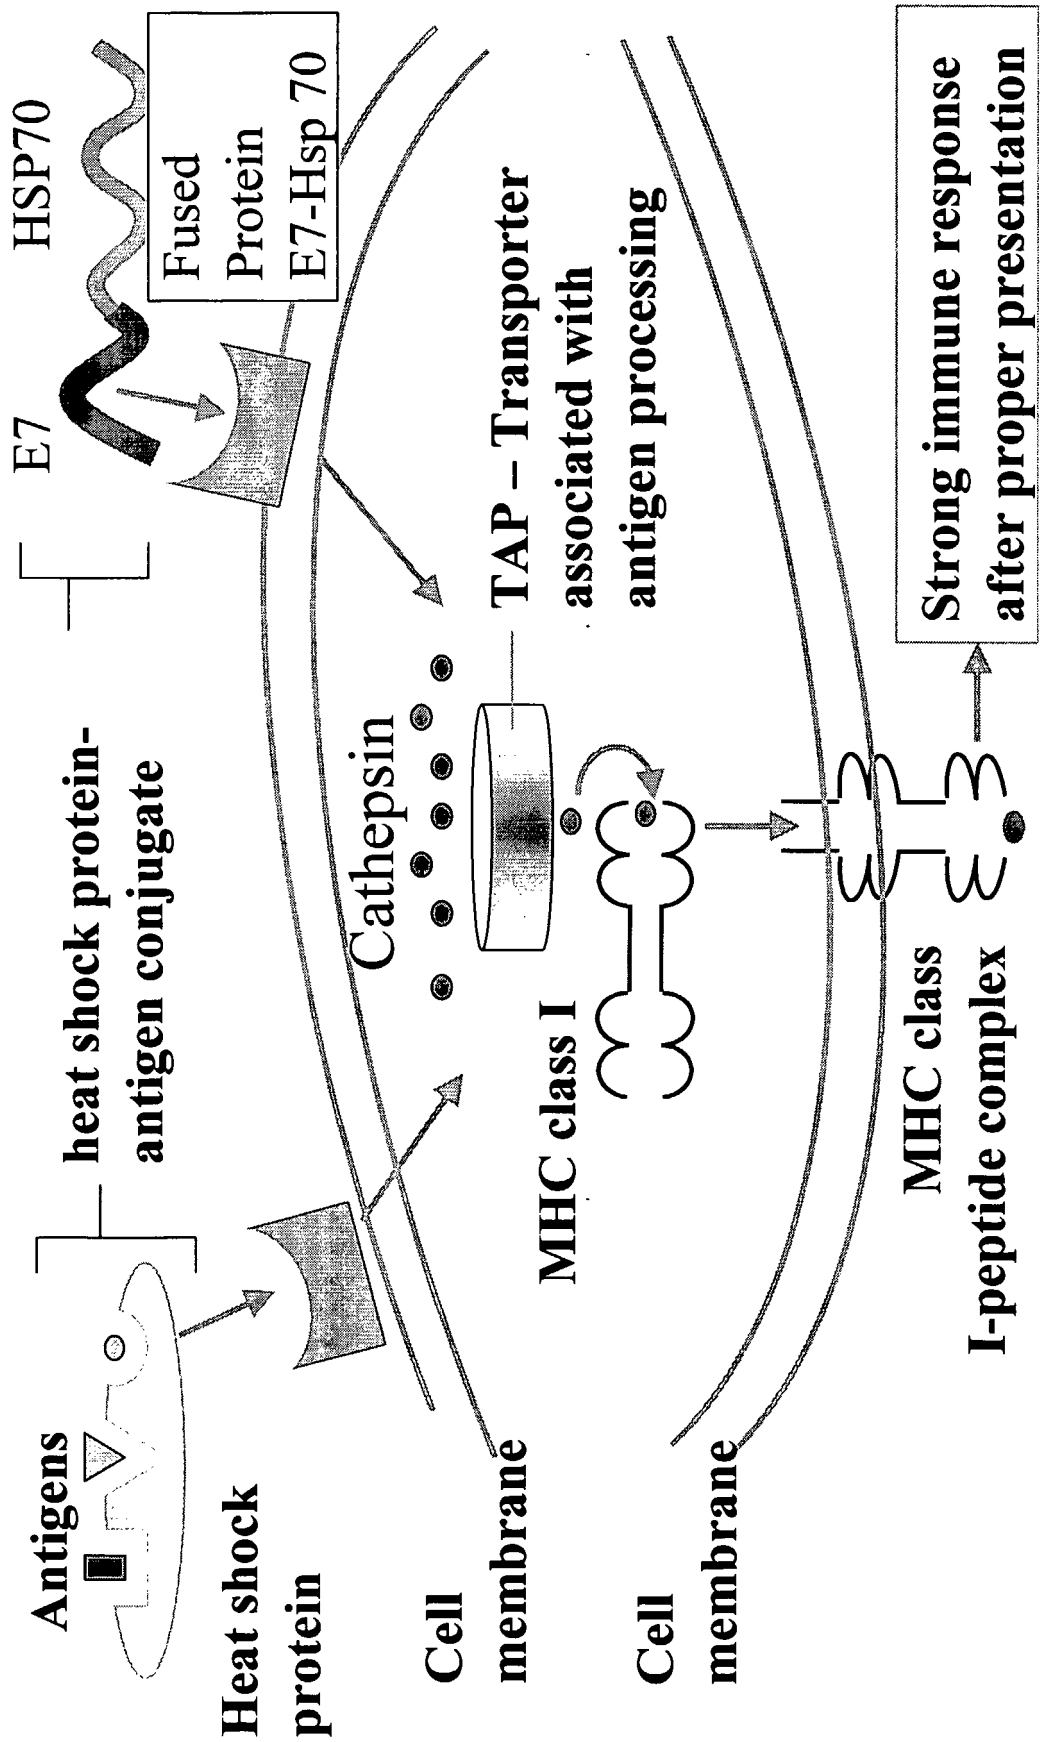 Antigens
Heat shock
protein
heat shock protein-
antigen conjugate
E7
HSP70
Fused
Protein
E7-Hsp 70
Cell
membrane
Cathepsin
TAP – Transporter
associated with
antigen processing
MHC class I
Cell
membrane
MHC class
I-peptide complex
Strong immune response
after proper presentation